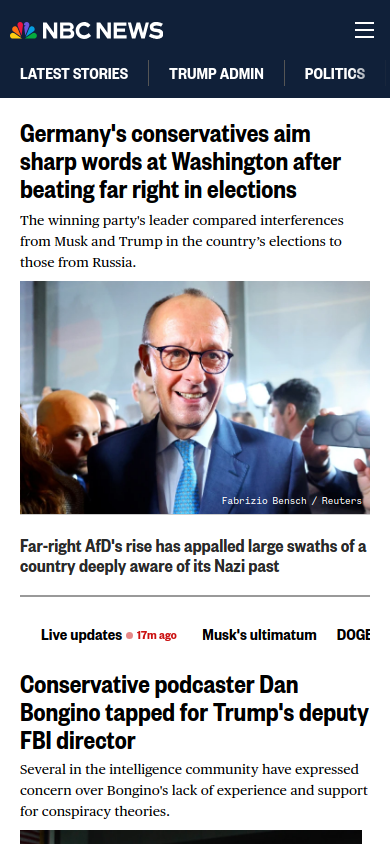 NBC NEWS
LATEST STORIES
TRUMP ADMIN
POLITICS
Germany's conservatives aim
sharp words at Washington after
beating far right in elections
The winning party's leader compared interferences
from Musk and Trump in the country’s elections to
those from Russia.
Fabrizio Bensch / Reuters
Far-right AfD's rise has appalled large swaths of a
country deeply aware of its Nazi past
Live updates 17m ago Musk's ultimatum DOGE
Conservative podcaster Dan
Bongino tapped for Trump's deputy
FBI director
Several in the intelligence community have expressed
concern over Bongino's lack of experience and support
for conspiracy theories.